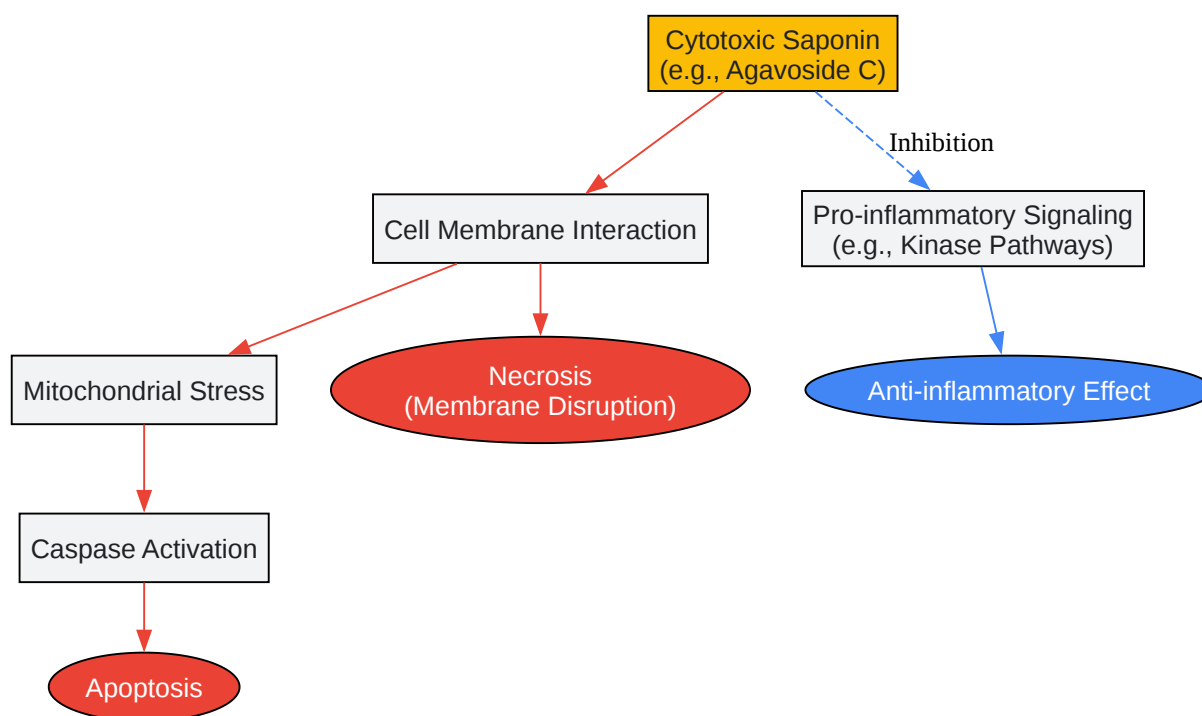 Cytotoxic Saponin
(e.g., Agavoside C)
Inhibition
Cell Membrane Interaction
Pro-inflammatory Signaling
(e.g., Kinase Pathways)
Mitochondrial Stress
Necrosis
(Membrane Disruption)
Anti-inflammatory Effect
Caspase Activation
Apoptosis